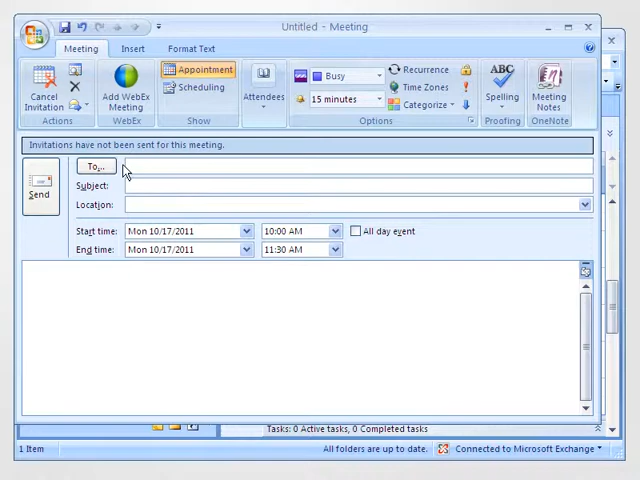 Untitled - Meeting
Meeting Insert Format Text
Cancel Invitation
Actions
Add WebEx Meeting
WebEx
Appointment
Scheduling
Show
Attendees
Busy
15 minutes
Recurrence
Time Zones
Categorize
Options
ABC
Spelling
Proofing
Meeting Notes
OneNote
Invitations have not been sent for this meeting.
Send
To...
Subject:
Location:
Start time: Mon 10/17/2011 10:00 AM All day event
End time: Mon 10/17/2011 11:30 AM
Tasks: 0 Active tasks, 0 Completed tasks
1 Item All folders are up to date. Connected to Microsoft Exchange